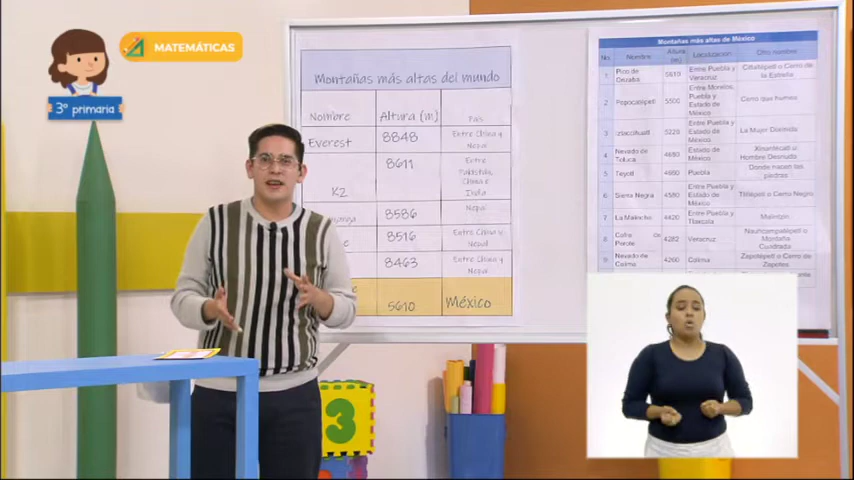 MATEMÁTICAS
3° primaria
Montañas más altas del mundo
Nombre Altura (m) País
Everest 8848 Entre China y Nepal
K2 8611 Entre Pakistán, China e India
8586 Nepal
8516 Entre China y Nepal
8463 Entre China y Nepal
5610 México
Montañas más altas de México
No. Nombre Altura (m) Localización Otro nombre
1 Pico de Orizaba 5610 Entre Puebla y Veracruz Citlaltépetl o Cerro de la Estrella
2 Popocatépetl 5500 Entre Morelos, Puebla y Estado de México Cerro que humea
3 Iztaccíhuatl 5220 Entre Puebla y Estado de México La Mujer Dormida
4 Nevado de Toluca 4680 Estado de México Xinantécatl o Hombre Desnudo
5 Teyotl 4660 Puebla Donde nacen las piedras
6 Sierra Negra 4580 Entre Puebla y Estado de México Tliltépetl o Cerro Negro
7 La Malinche 4420 Entre Puebla y Tlaxcala
8 Cofre de Perote 4282 Veracruz Montaña Cuadrada
9 Nevado de Colima 4260 Colima Zapotépetl o Cerro de Zapotes
3